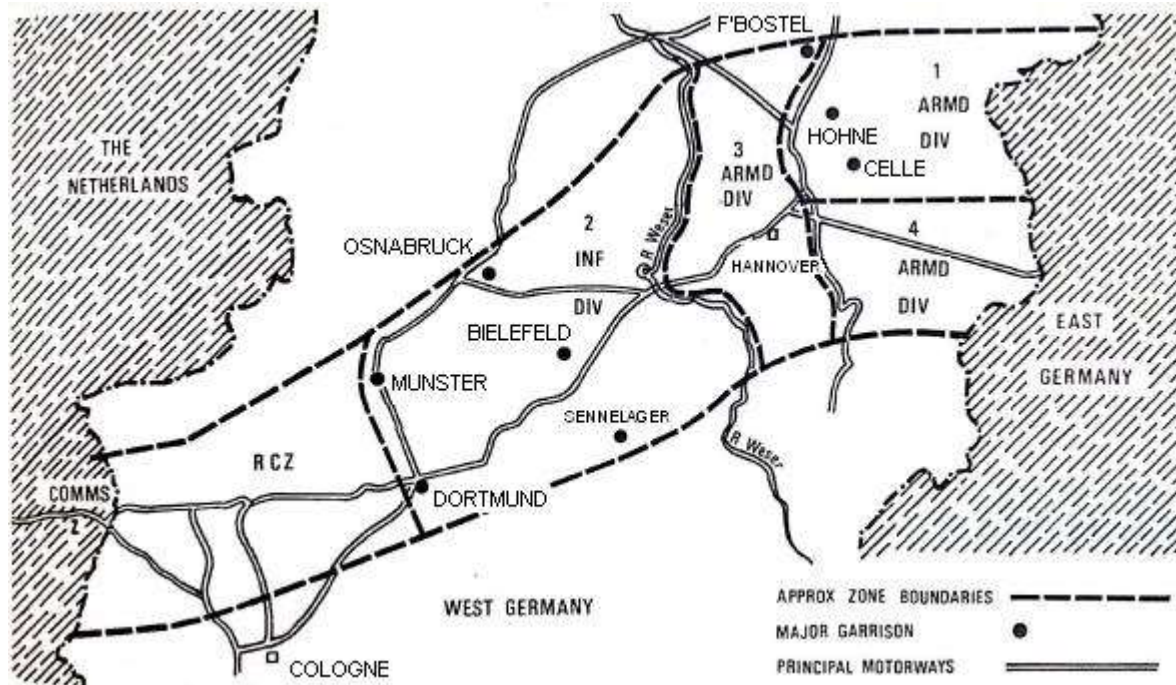 F'BOSTEL
1
ARMD
DIV
HOHNE
CELLE
THE
NETHERLANDS
3
ARMD
DIV
2
INF
DIV
R Weser
OSNABRUCK
HANNOVER
4
ARMD
DIV
EAST
GERMANY
BIELEFELD
MUNSTER
SENNELAGER
R. Weser
RCZ
COMMS
Z
DORTMUND
WEST GERMANY
COLOGNE
APPROX ZONE BOUNDARIES
MAJOR GARRISON
PRINCIPAL MOTORWAYS